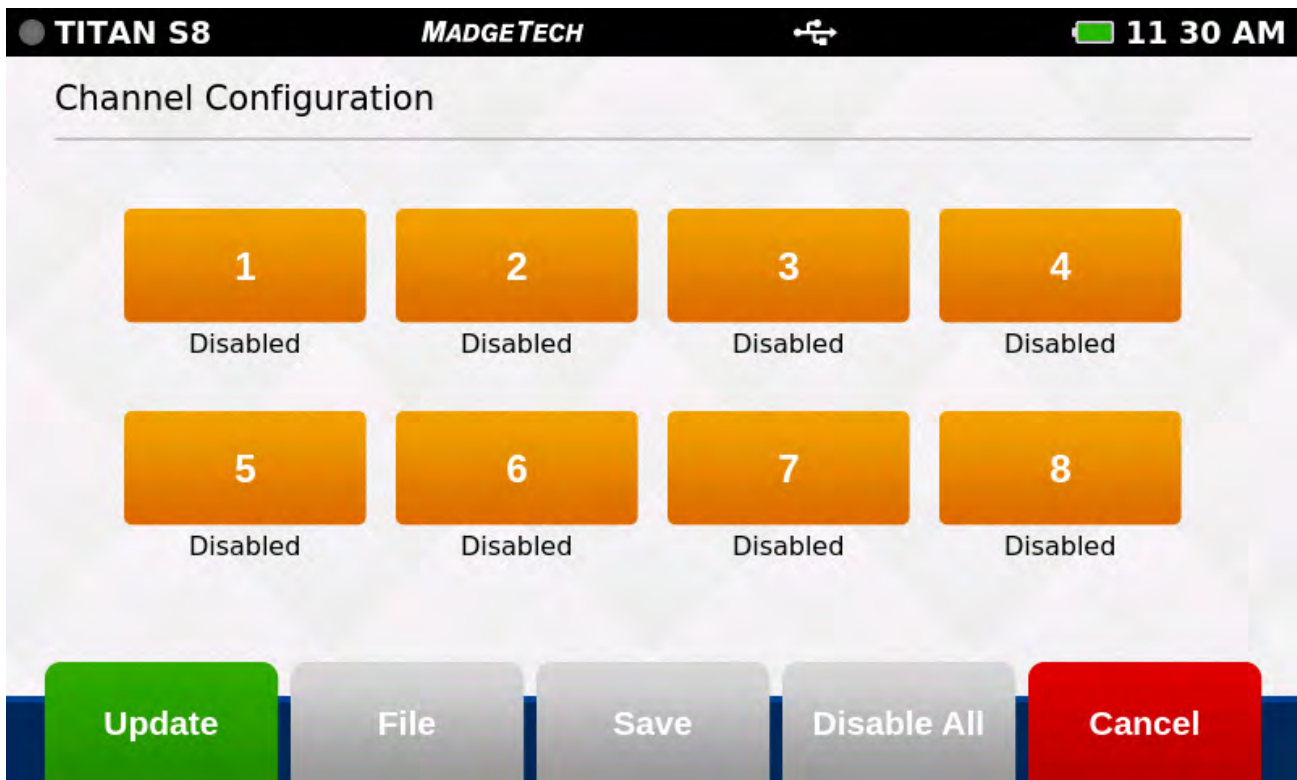 TITAN S8 MADGETECH 11 30 AM
Channel Configuration
1 2 3 4
Disabled Disabled Disabled Disabled
5 6 7 8
Disabled Disabled Disabled Disabled
Update File Save Disable All Cancel